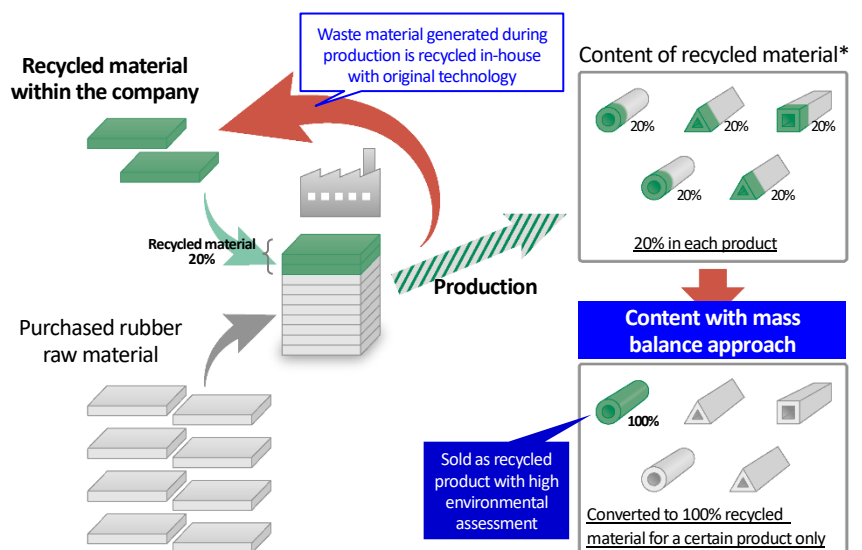 Waste material generated during
production is recycled in-house
with original technology
Recycled material
within the company
Content of recycled material*
20%
20%
20%
20%
20%
20% in each product
Recycled material
20%
Production
Purchased rubber
raw material
Content with mass
balance approach
100%
Sold as recycled
product with high
environmental
assessment
Converted to 100% recycled
material for a certain product only